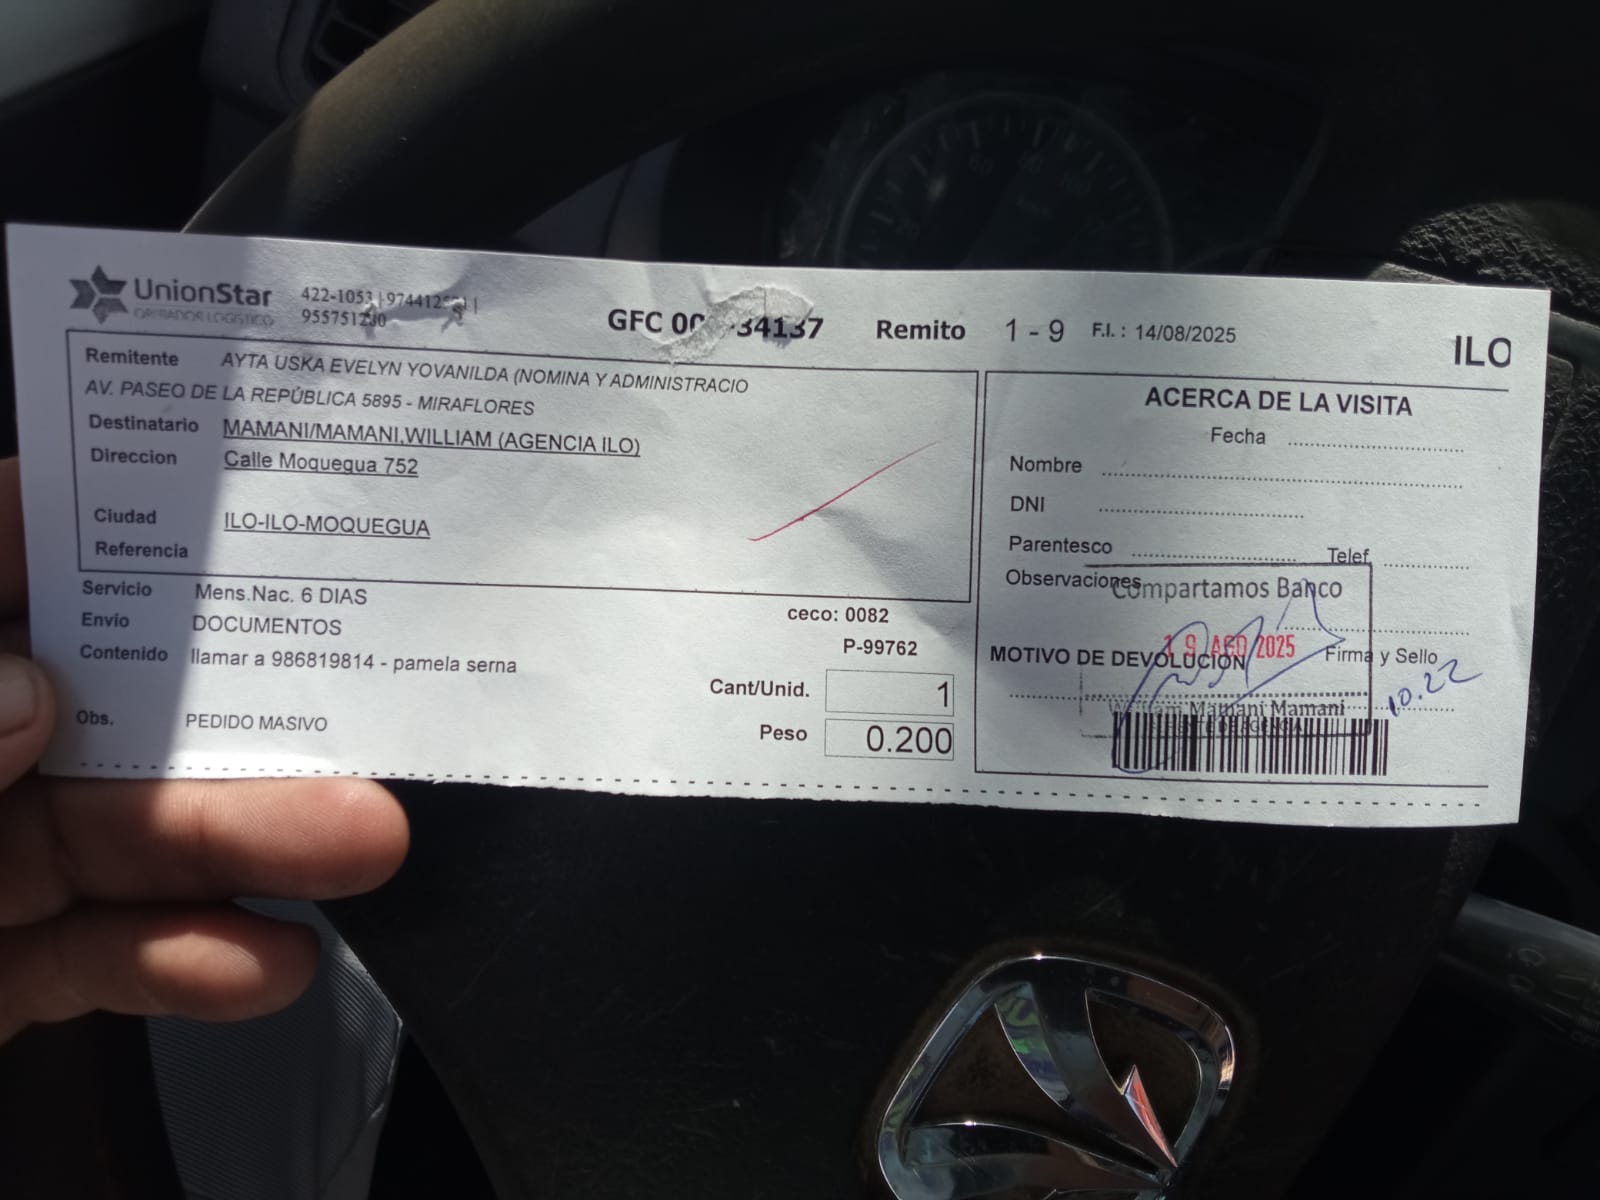 UnionStar
OPERADOR LOGISTICO
422-1053 |
955751230
GFC 34137 Remito 1 - 9 F.I. : 14/08/2025
ILO
Remitente AYTA USKA EVELYN YOVANILDA (NOMINA Y ADMINISTRACIO
AV. PASEO DE LA REPÚBLICA 5895 - MIRAFLORES
Destinatario MAMANI/MAMANI,WILLIAM (AGENCIA ILO)
Direccion Calle Moquegua 752
Ciudad ILO-ILO-MOQUEGUA
Referencia
Servicio Mens.Nac. 6 DIAS
Envío DOCUMENTOS
Contenido llamar a 986819814 - pamela serna
Obs. PEDIDO MASIVO
ceco: 0082
P-99762
Cant/Unid. 1
Peso 0.200
ACERCA DE LA VISITA
Fecha
Nombre
DNI
Parentesco Telef.
Observaciones
Compartamos Banco
19 AGO 2025
MOTIVO DE DEVOLUCIÓN Firma y Sello
10.22
William Mamani Mamani